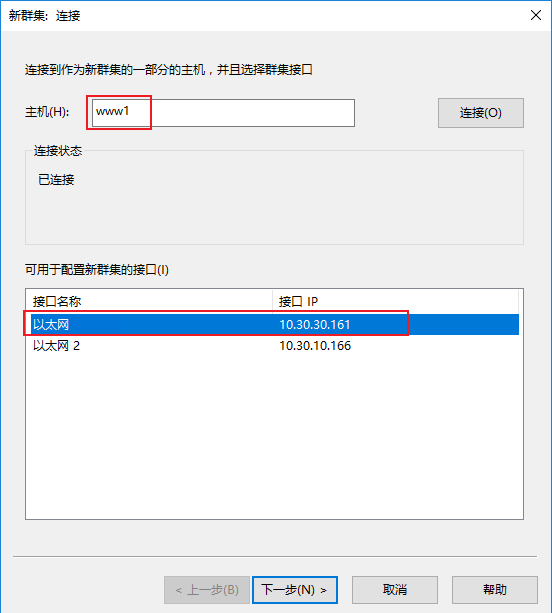 新群集: 连接
连接到作为新群集的一部分的主机，并且选择群集接口
主机(H): www1 连接(O)
连接状态
已连接
可用于配置新群集的接口(I)
接口名称 接口 IP
以太网 10.30.30.161
以太网 2 10.30.10.166
< 上一步(B) 下一步(N) > 取消 帮助